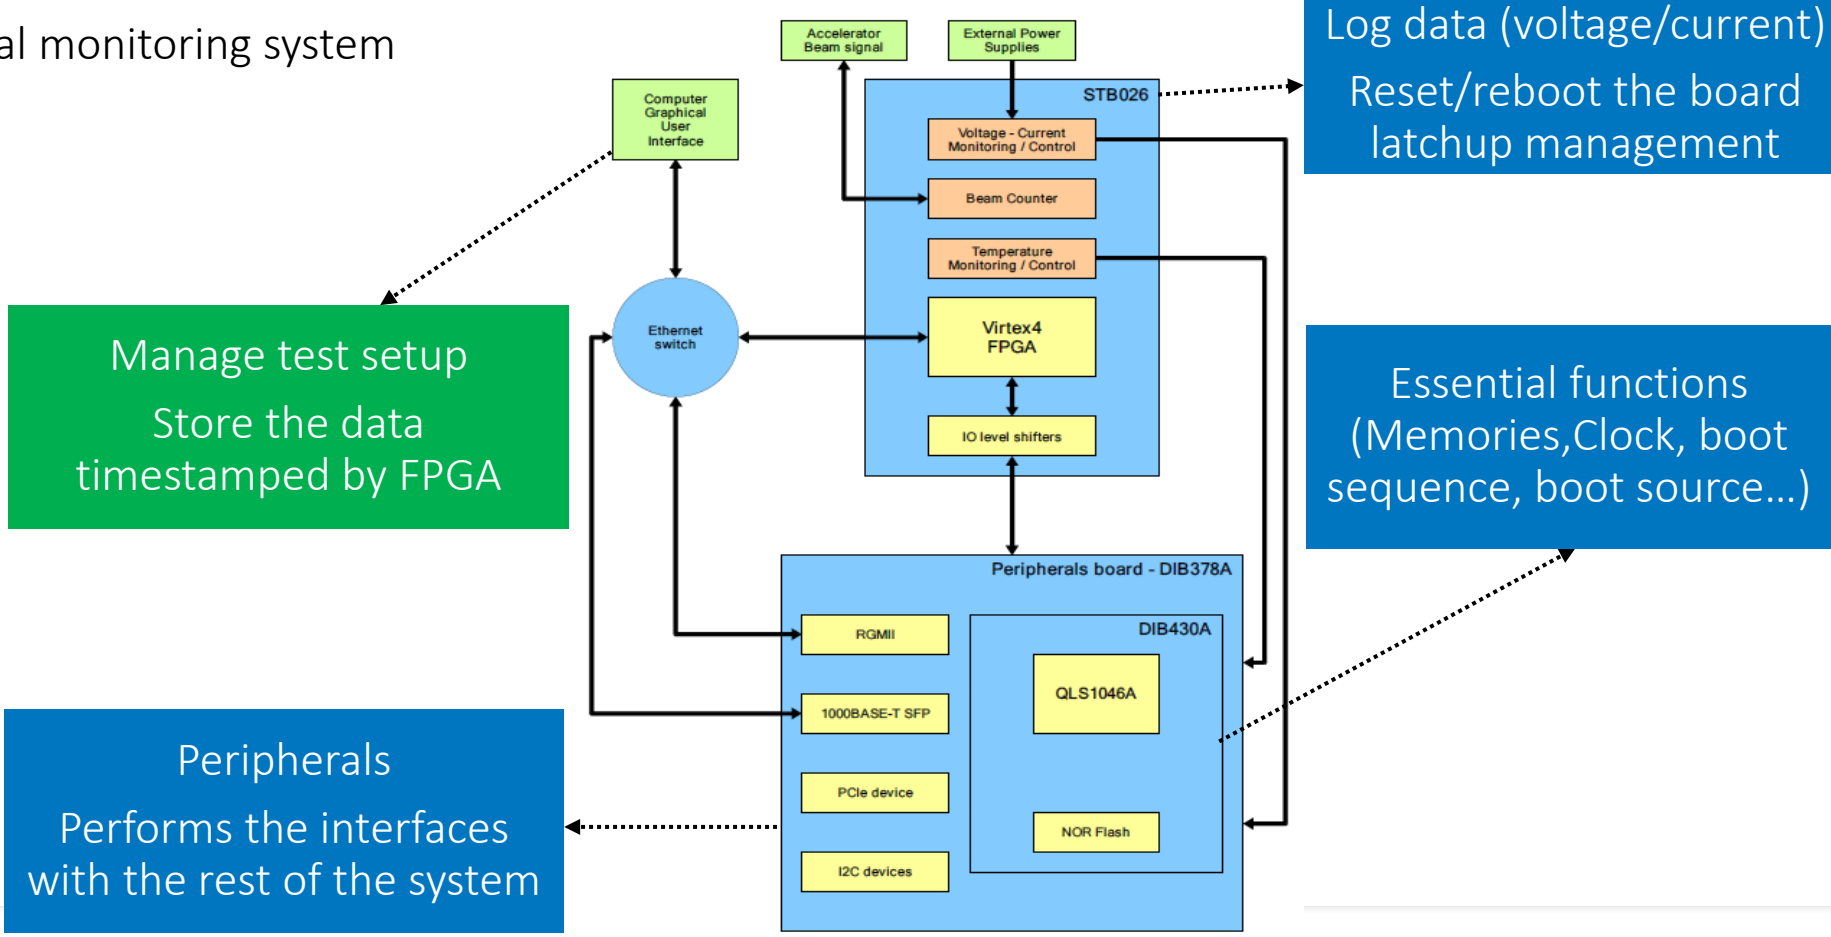 al monitoring system
Accelerator
Beam signal
External Power
Supplies
Log data (voltage/current)
Reset/reboot the board
latchup management
Computer
Graphical
User
Interface
STB026
Voltage - Current
Monitoring / Control
Beam Counter
Temperature
Monitoring / Control
Virtex4
FPGA
IO level shifters
Ethernet
switch
Manage test setup
Store the data
timestamped by FPGA
Essential functions
(Memories,Clock, boot
sequence, boot source...)
Peripherals board - DIB378A
RGMII
1000BASE-T SFP
PCIe device
I2C devices
DIB430A
QLS1046A
NOR Flash
Peripherals
Performs the interfaces
with the rest of the system